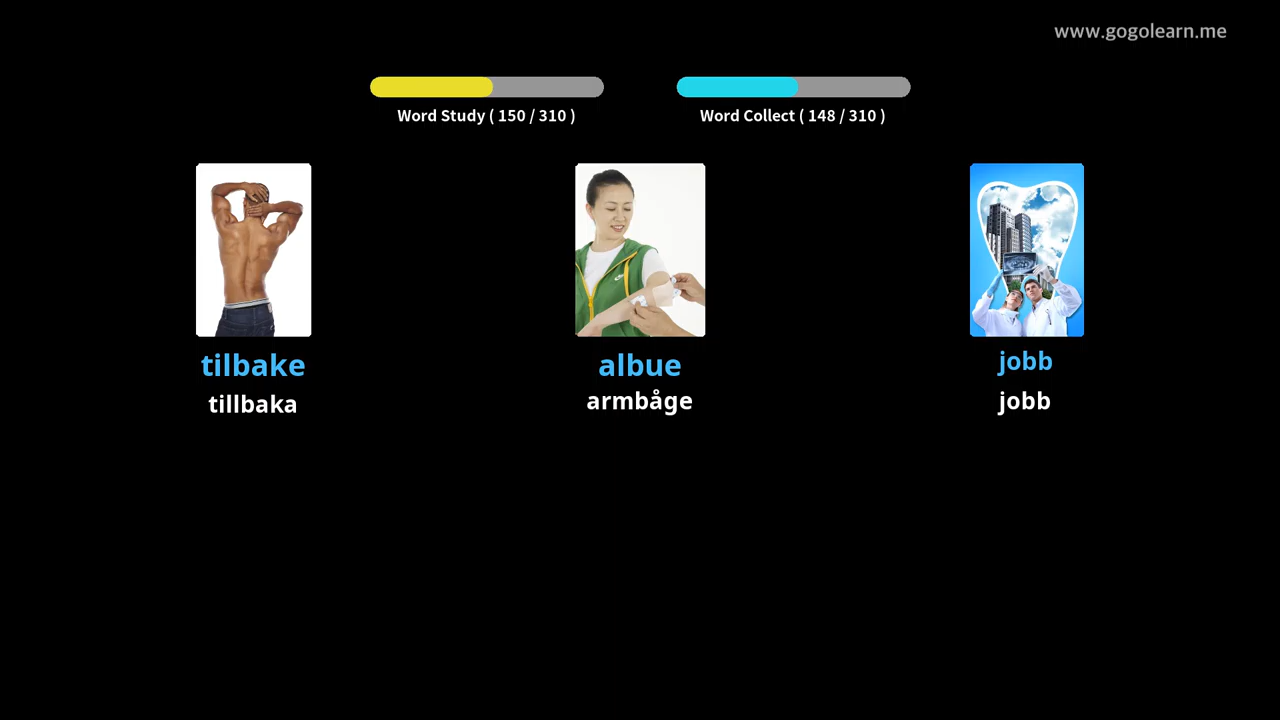 www.gogolearn.me
Word Study ( 150 / 310 )
Word Collect ( 148 / 310 )
tilbake
tillbaka
albue
armbåge
jobb
jobb